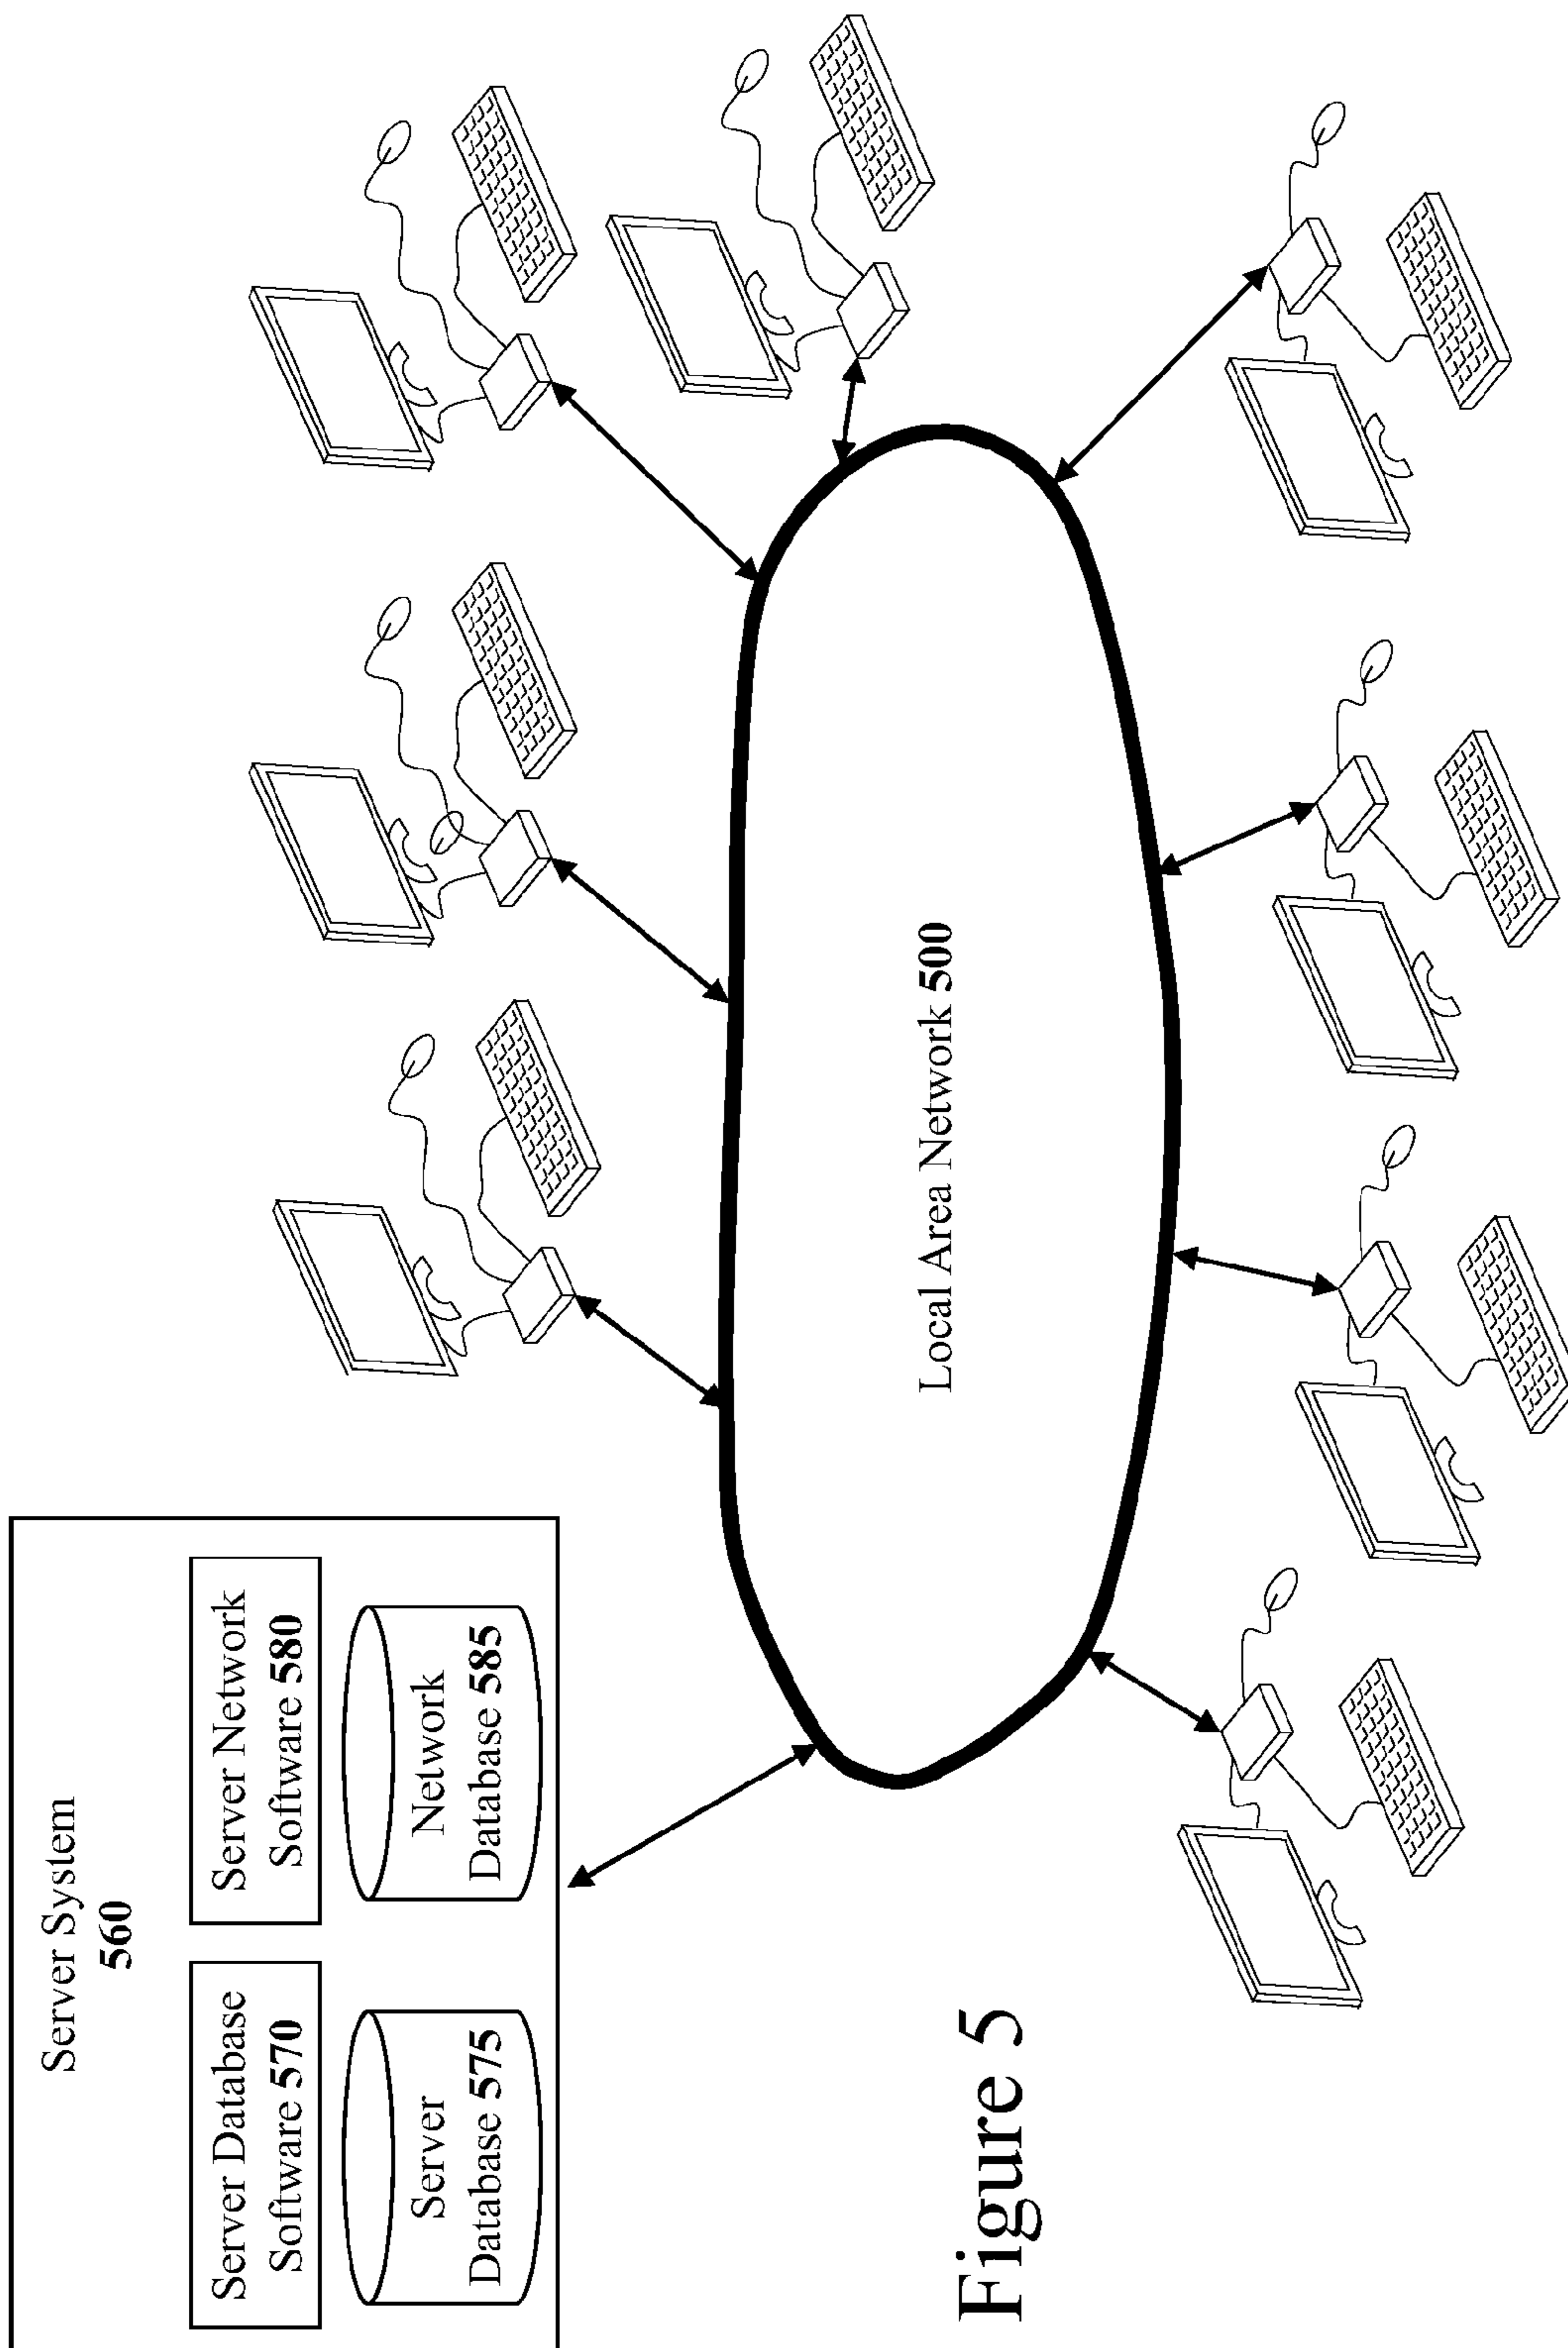 Server System
560
Server Database
Software 570
Server Network
Software 580
Server
Database 575
Network
Database 585
Local Area Network 500
Figure 5